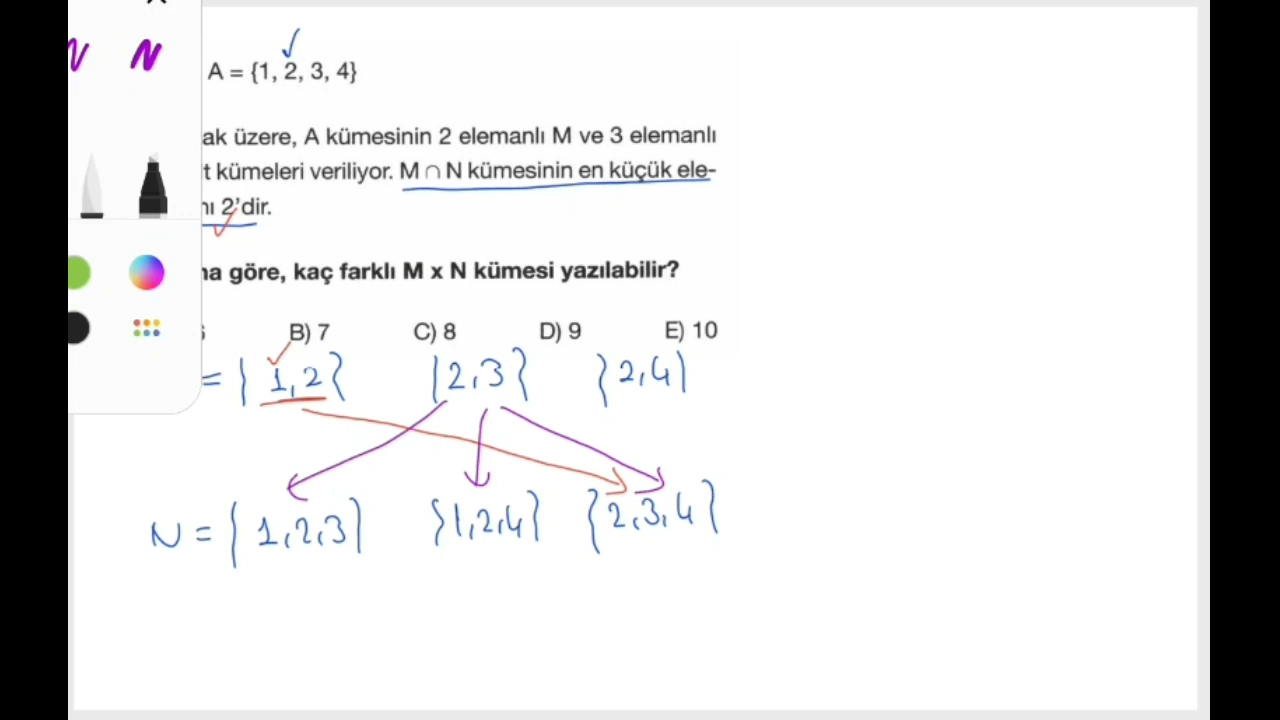 A = {1, 2, 3, 4}
ak üzere, A kümesinin 2 elemanlı M ve 3 elemanlı
t kümeleri veriliyor. M ∩ N kümesinin en küçük ele-
nı 2'dir.
na göre, kaç farklı M x N kümesi yazılabilir?
B) 7 C) 8 D) 9 E) 10
= {1,2} {2,3} {2,4}
N = {1,2,3} {1,2,4} {2,3,4}